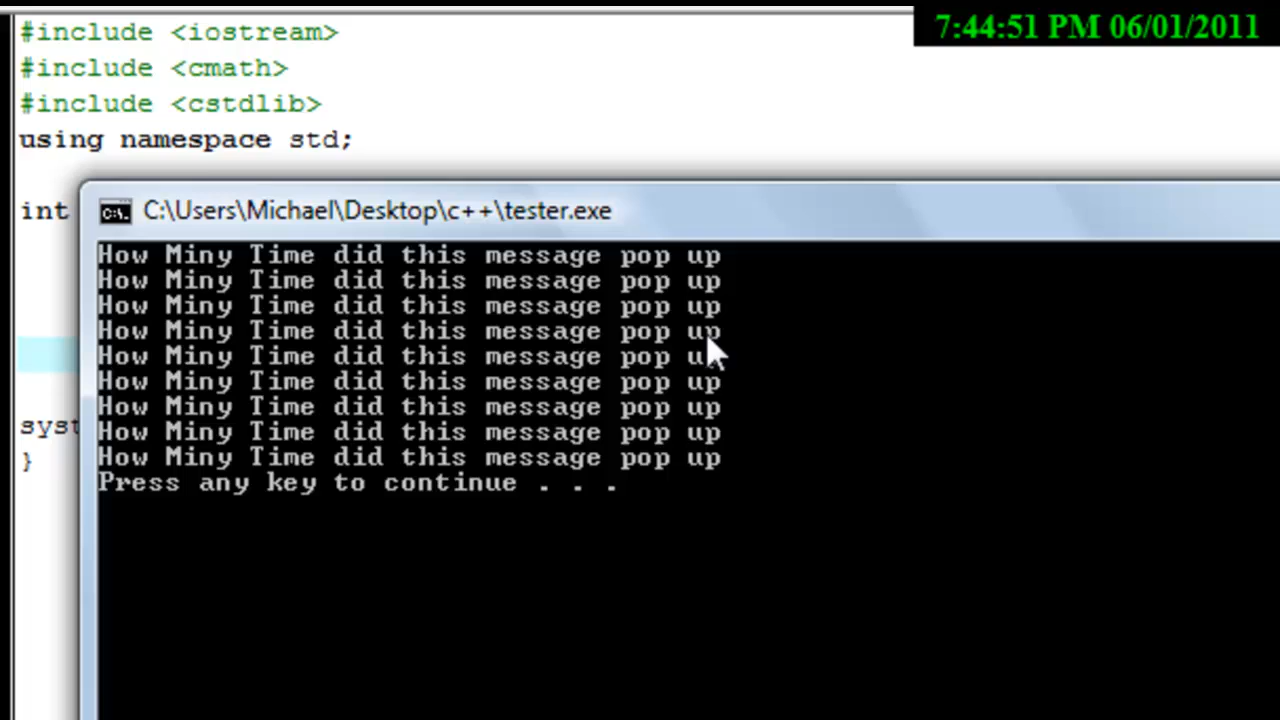 7:44:51 PM 06/01/2011
#include <iostream>
#include <cmath>
#include <cstdlib>
using namespace std;
int
C:\Users\Michael\Desktop\c++\tester.exe
How Miny Time did this message pop up
How Miny Time did this message pop up
How Miny Time did this message pop up
How Miny Time did this message pop up
How Miny Time did this message pop up
How Miny Time did this message pop up
How Miny Time did this message pop up
How Miny Time did this message pop up
How Miny Time did this message pop up
Press any key to continue . . .
syst
}